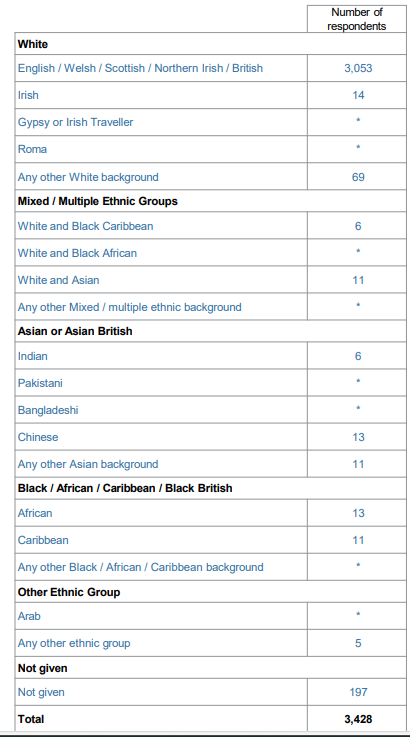 Number of
respondents
White
English / Welsh / Scottish / Northern Irish / British 3,053
Irish 14
Gypsy or Irish Traveller *
Roma *
Any other White background 69
Mixed / Multiple Ethnic Groups
White and Black Caribbean 6
White and Black African *
White and Asian 11
Any other Mixed / multiple ethnic background *
Asian or Asian British
Indian 6
Pakistani *
Bangladeshi *
Chinese 13
Any other Asian background 11
Black / African / Caribbean / Black British
African 13
Caribbean 11
Any other Black / African / Caribbean background *
Other Ethnic Group
Arab *
Any other ethnic group 5
Not given
Not given 197
Total 3,428